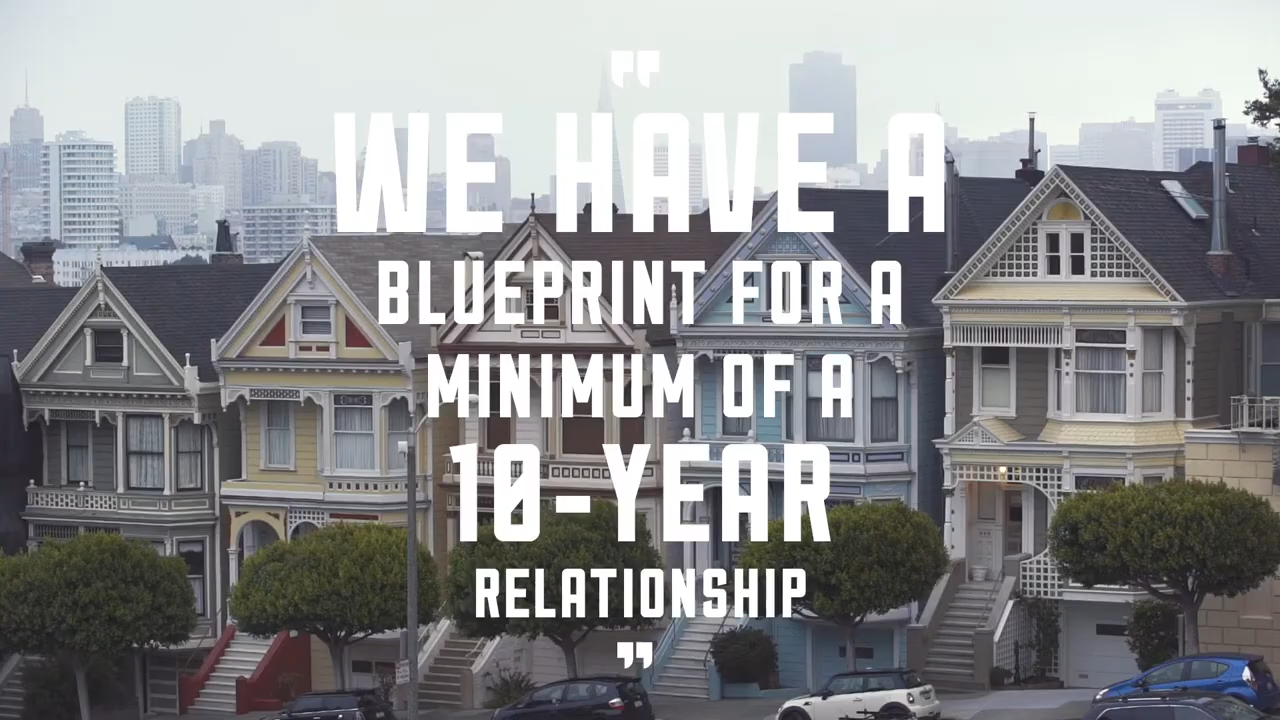 "
WE HAVE A
BLUEPRINT FOR A
MINIMUM OF A
10-YEAR
RELATIONSHIP
"